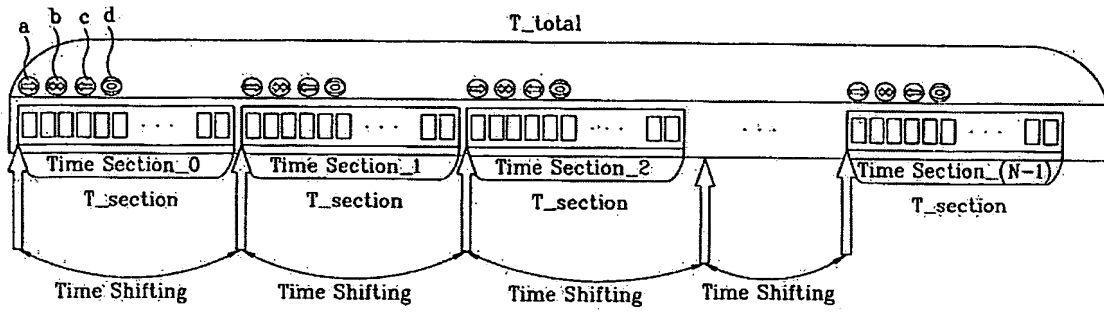 a b c d
T_total
... ... ... ... ...
Time Section_0 Time Section_1 Time Section_2 Time Section_(N-1)
T_section T_section T_section T_section
Time Shifting Time Shifting Time Shifting Time Shifting